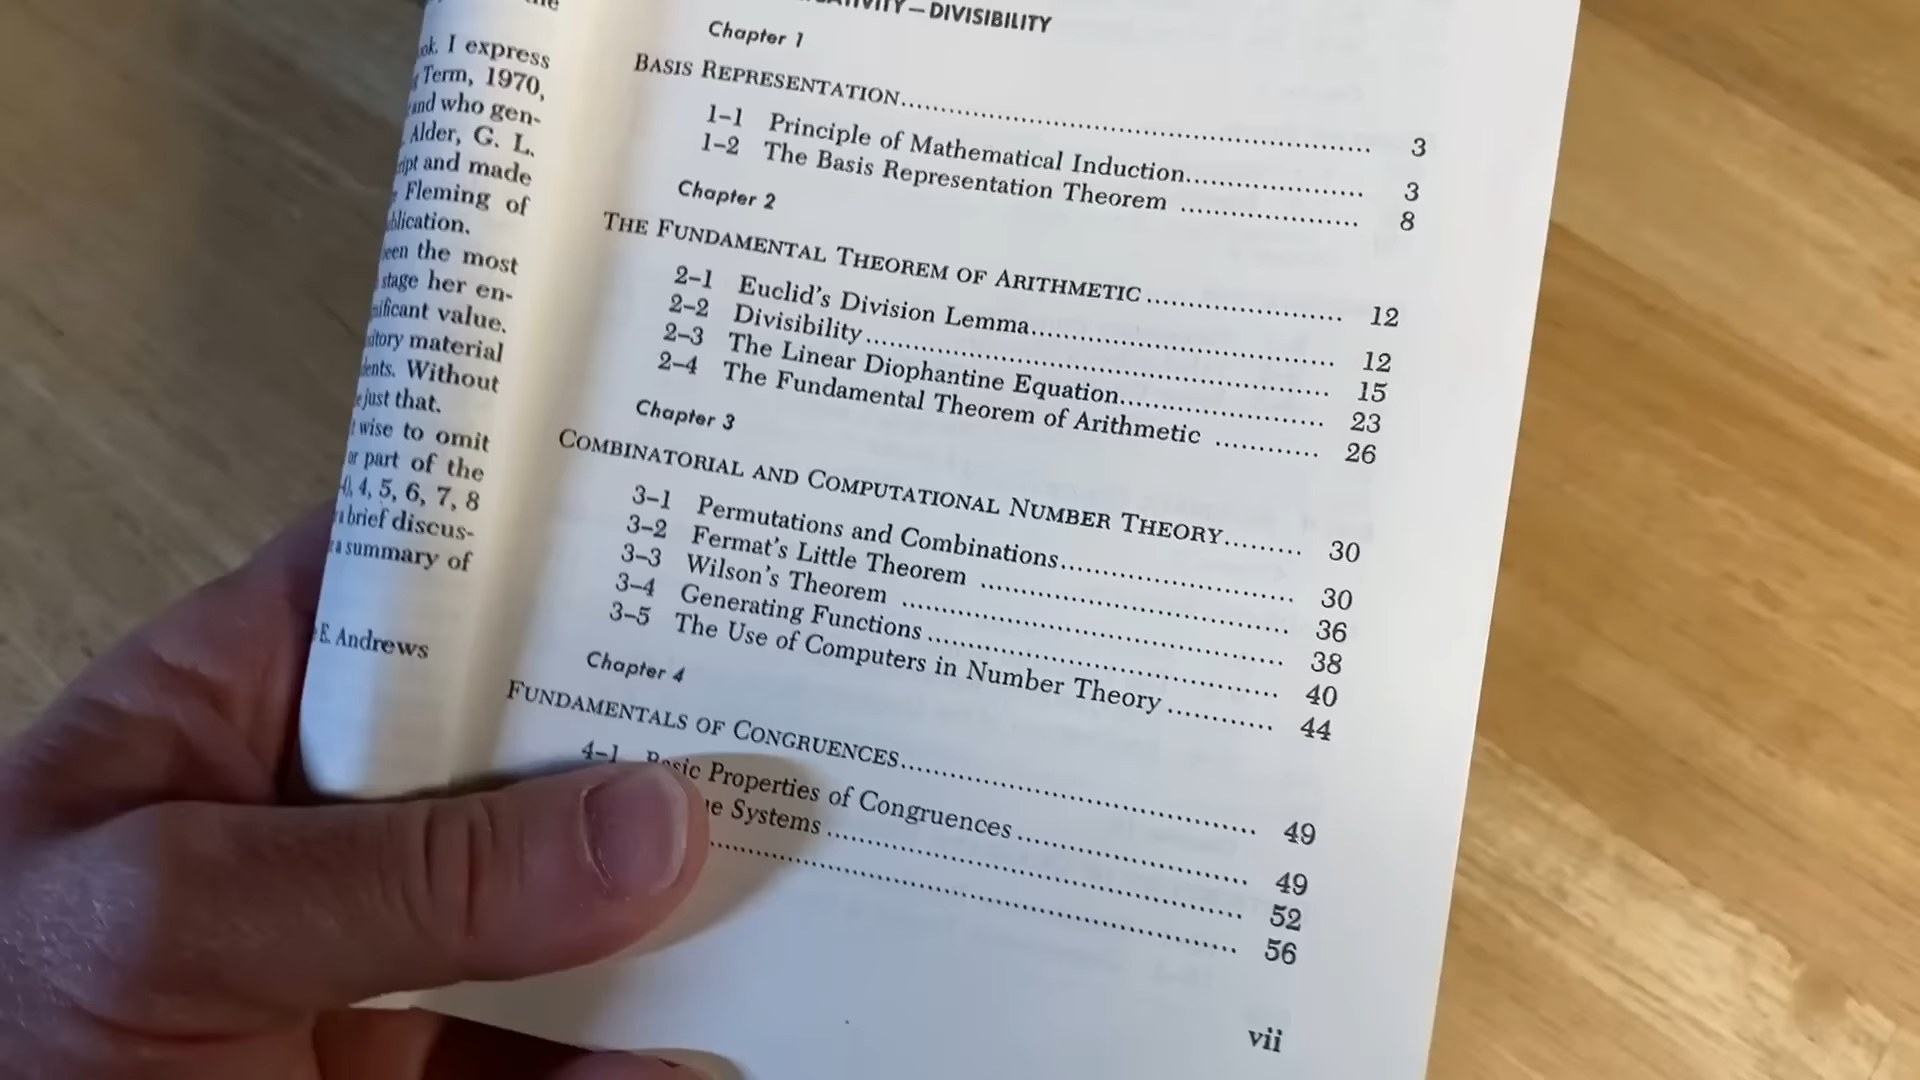 the
ok. I express
Term, 1970,
and who gen-
Alder, G. L.
and made
Fleming of
the most
stage her en-
value.
material
Without
just that.
wise to omit
or part of the
4, 5, 6, 7, 8
brief discus-
a summary of
E. Andrews
—DIVISIBILITY
Chapter 1
BASIS REPRESENTATION........ 3
1–1 Principle of Mathematical Induction........ 3
1–2 The Basis Representation Theorem ........ 8
Chapter 2
THE FUNDAMENTAL THEOREM OF ARITHMETIC........ 12
2–1 Euclid's Division Lemma........ 12
2–2 Divisibility........ 15
2–3 The Linear Diophantine Equation........ 23
2–4 The Fundamental Theorem of Arithmetic ........ 26
Chapter 3
COMBINATORIAL AND COMPUTATIONAL NUMBER THEORY........ 30
3–1 Permutations and Combinations........ 30
3–2 Fermat's Little Theorem ........ 36
3–3 Wilson's Theorem ........ 38
3–4 Generating Functions ........ 40
3–5 The Use of Computers in Number Theory ........ 44
Chapter 4
FUNDAMENTALS OF CONGRUENCES........ 49
4–1 Basic Properties of Congruences ........ 49
Systems ........ 52
........ 56
vii